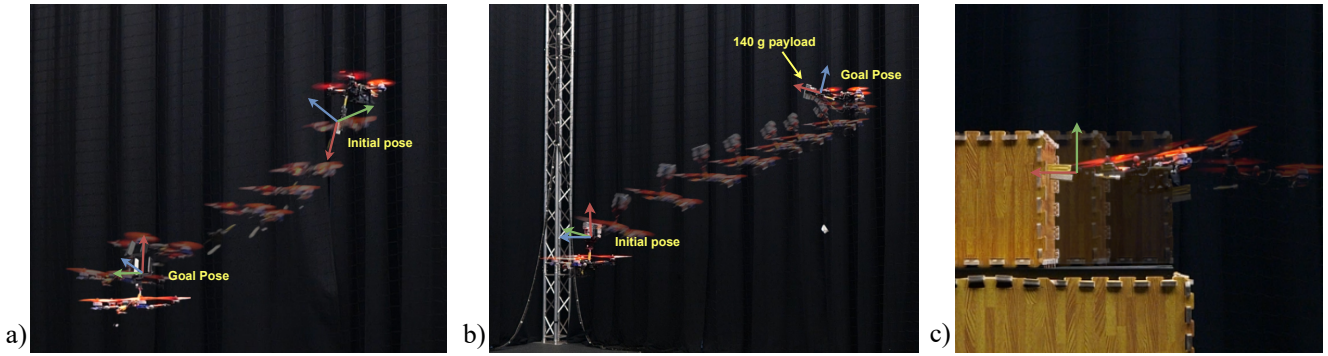 a)
Initial pose
Goal Pose
b)
140 g payload
Goal Pose
Initial pose
c)